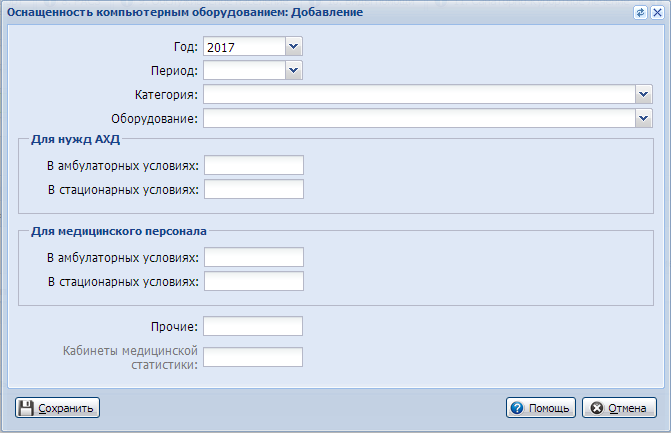 Оснащенность компьютерным оборудованием: Добавление
Год: 2017
Период:
Категория:
Оборудование:
Для нужд АХД
В амбулаторных условиях:
В стационарных условиях:
Для медицинского персонала
В амбулаторных условиях:
В стационарных условиях:
Прочие:
Кабинеты медицинской
статистики:
Сохранить Помощь Отмена